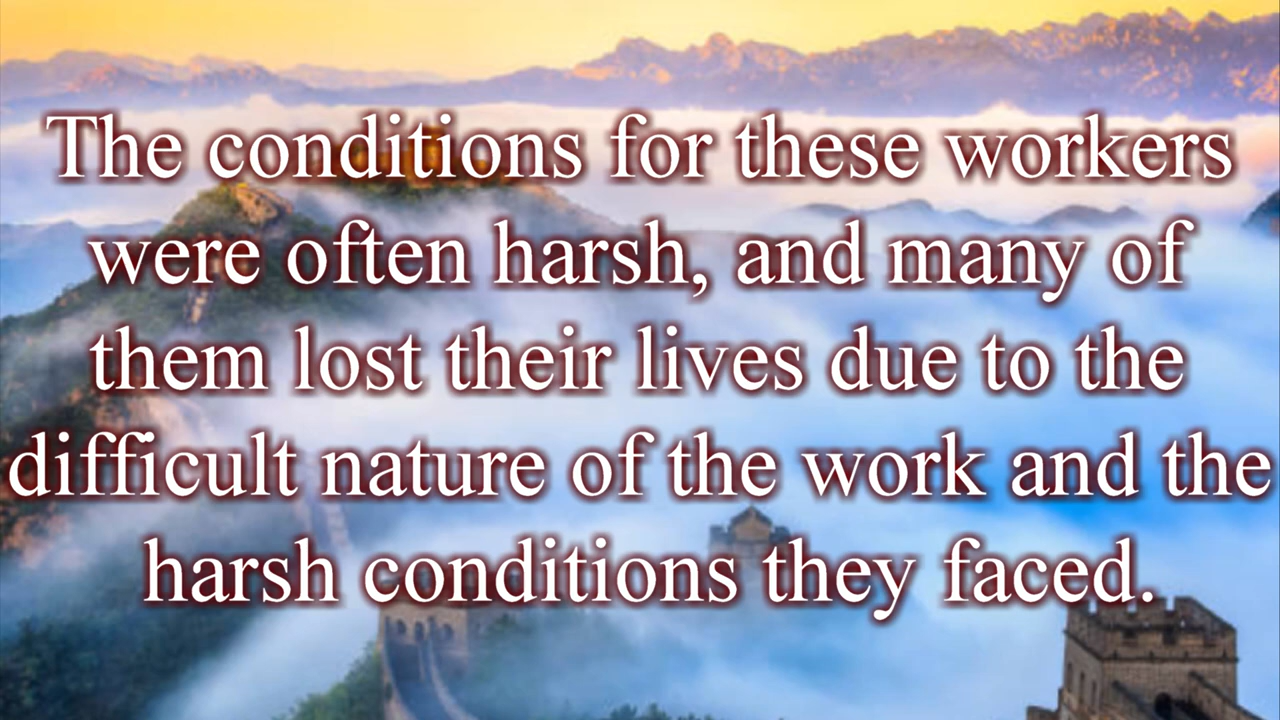 The conditions for these workers
were often harsh, and many of
them lost their lives due to the
difficult nature of the work and the
harsh conditions they faced.